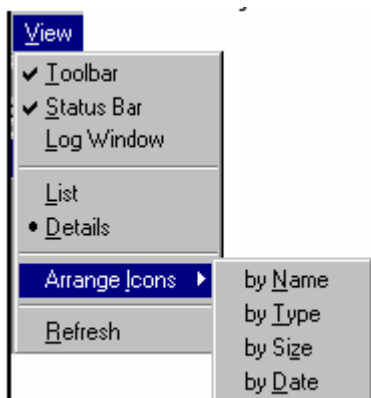 View
Toolbar
Status Bar
Log Window
List
Details
Arrange Icons
by Name
by Type
by Size
by Date
Refresh